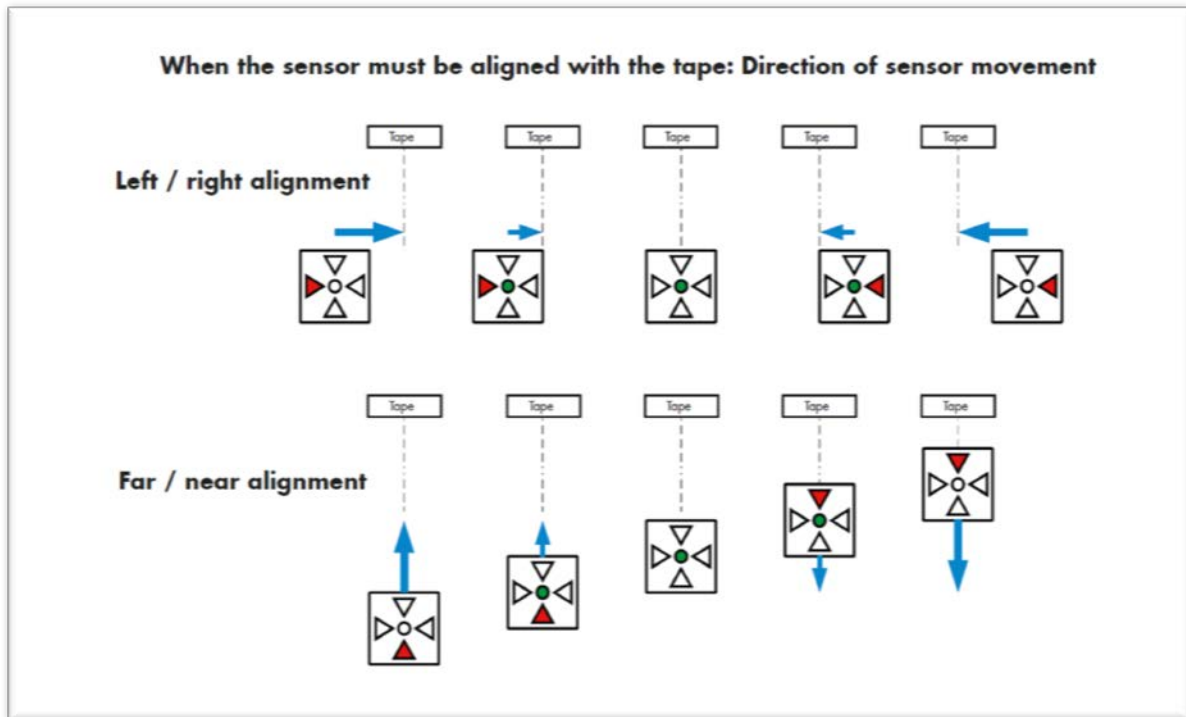 When the sensor must be aligned with the tape: Direction of sensor movement
Tape Tape Tape Tape Tape
Left / right alignment
Tape Tape Tape Tape Tape
Far / near alignment